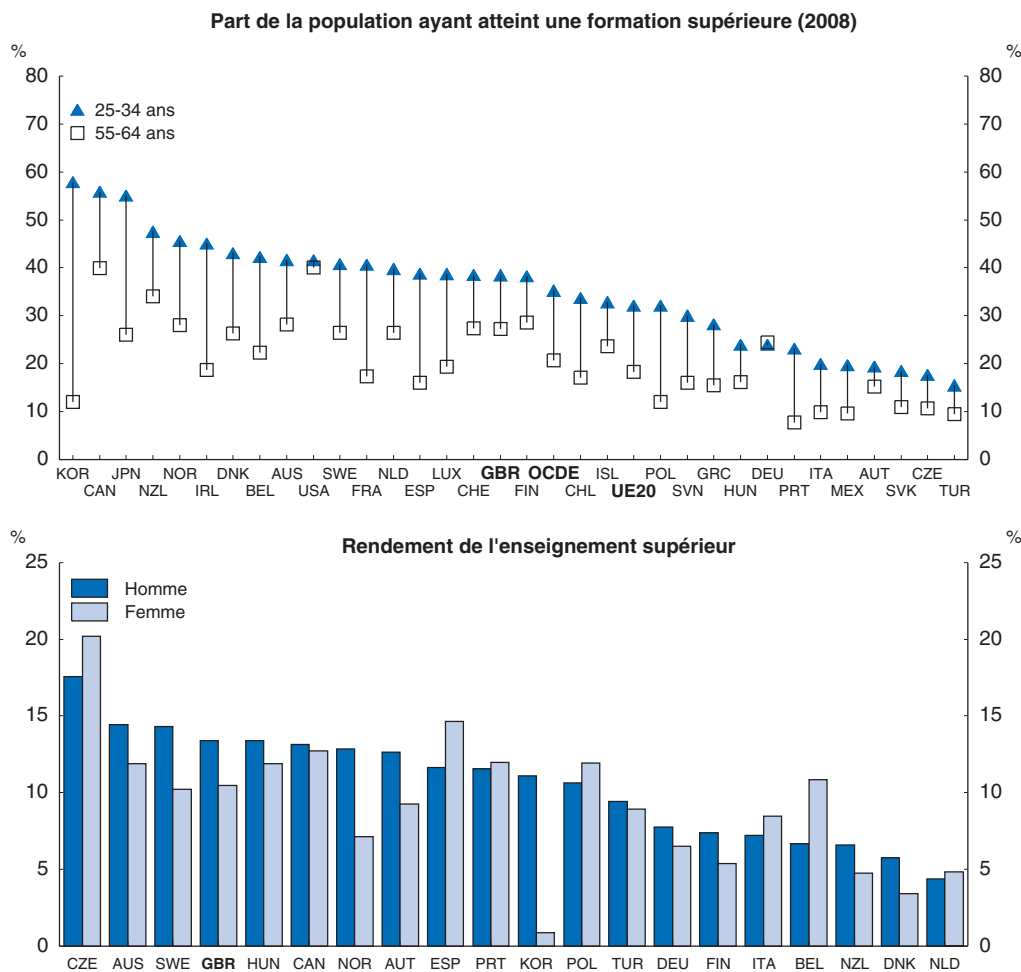 Part de la population ayant atteint une formation supérieure (2008)
% %
80 80
70 70
60 60
50 50
40 40
30 30
20 20
10 10
0 0
25-34 ans
55-64 ans
KOR JPN NOR DNK AUS SWE NLD LUX GBR OCDE ISL POL GRC DEU ITA AUT CZE
CAN NZL IRL BEL USA FRA ESP CHE FIN CHL UE20 SVN HUN PRT MEX SVK TUR
% %
Rendement de l'enseignement supérieur
25 25
20 20
15 15
10 10
5 5
0 0
Homme
Femme
CZE AUS SWE GBR HUN CAN NOR AUT ESP PRT KOR POL TUR DEU FIN ITA BEL NZL DNK NLD